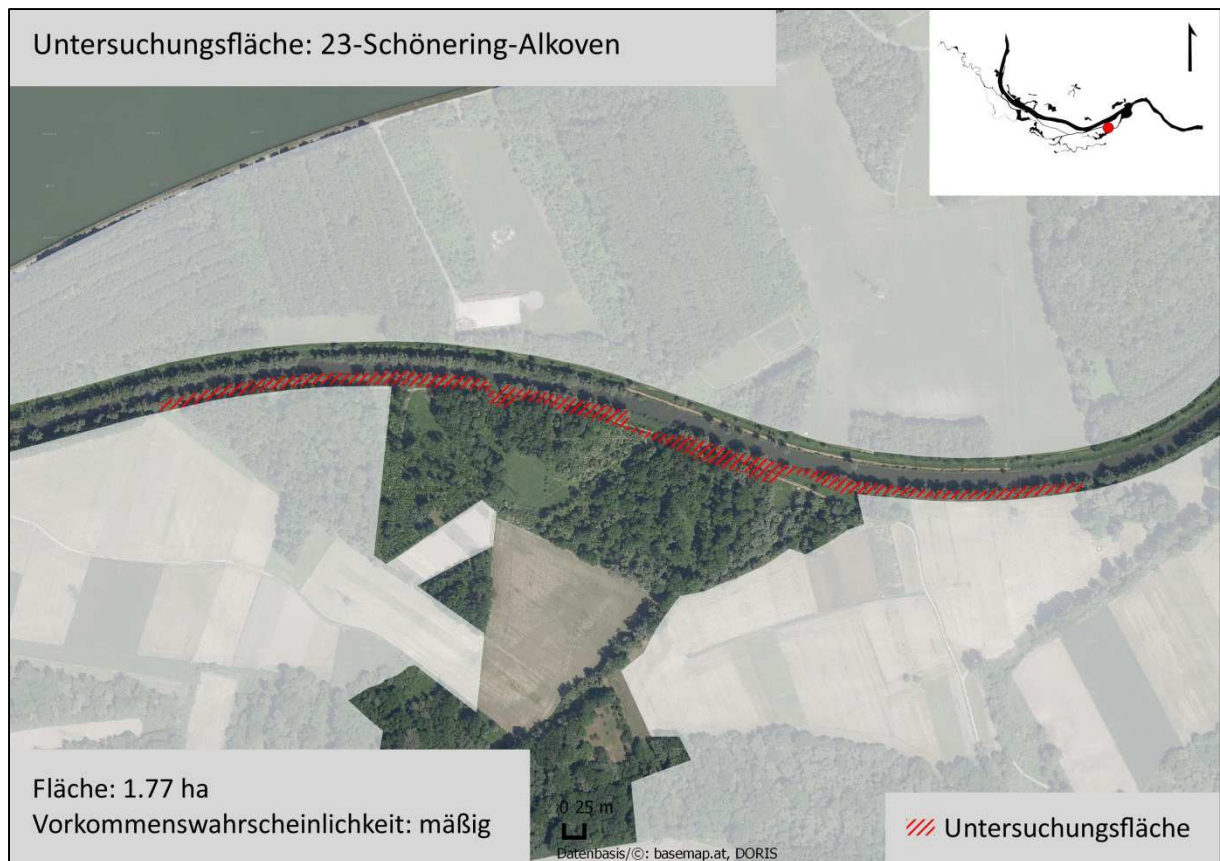 Untersuchungsfläche: 23-Schönering-Alkoven
Fläche: 1.77 ha
Vorkommenswahrscheinlichkeit: mäßig
0 25 m
Datenbasis/©: basemap.at, DORIS
Untersuchungsfläche